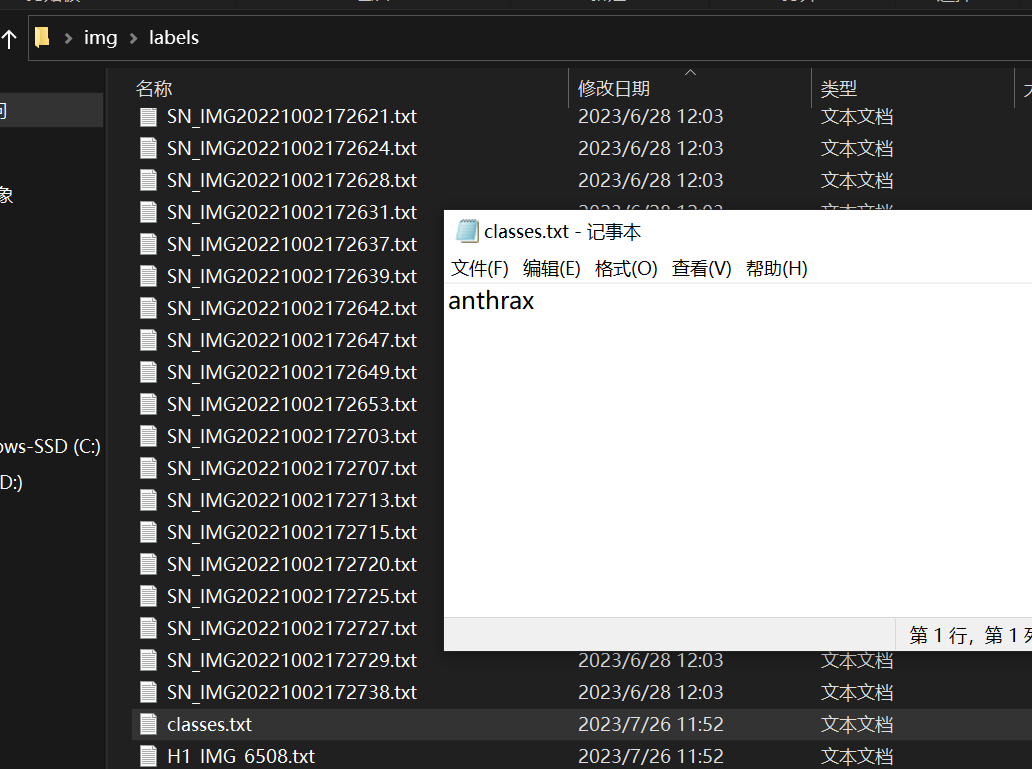 img labels
名称 修改日期 类型
SN_IMG20221002172621.txt 2023/6/28 12:03 文本文档
SN_IMG20221002172624.txt 2023/6/28 12:03 文本文档
SN_IMG20221002172628.txt 2023/6/28 12:03 文本文档
SN_IMG20221002172631.txt
SN_IMG20221002172637.txt
SN_IMG20221002172639.txt
SN_IMG20221002172642.txt
SN_IMG20221002172647.txt
SN_IMG20221002172649.txt
SN_IMG20221002172653.txt
SN_IMG20221002172703.txt
SN_IMG20221002172707.txt
SN_IMG20221002172713.txt
SN_IMG20221002172715.txt
SN_IMG20221002172720.txt
SN_IMG20221002172725.txt
SN_IMG20221002172727.txt
SN_IMG20221002172729.txt 2023/6/28 12:03 文本文档
SN_IMG20221002172738.txt 2023/6/28 12:03 文本文档
classes.txt 2023/7/26 11:52 文本文档
H1_IMG_6508.txt 2023/7/26 11:52 文本文档
象
ows-SSD (C:)
D:)
classes.txt - 记事本
文件(F) 编辑(E) 格式(O) 查看(V) 帮助(H)
anthrax
第 1 行，第 1